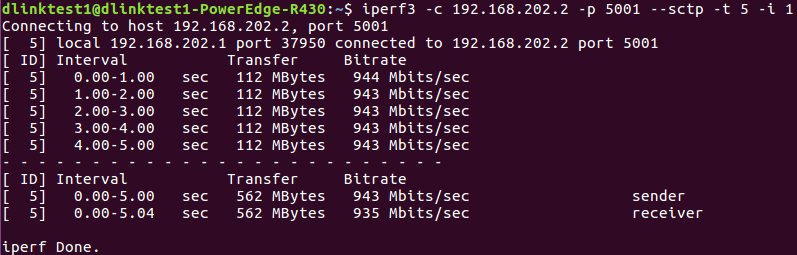 dlinktest1@dlinktest1-PowerEdge-R430:~$ iperf3 -c 192.168.202.2 -p 5001 --sctp -t 5 -i 1
Connecting to host 192.168.202.2, port 5001
[  5] local 192.168.202.1 port 37950 connected to 192.168.202.2 port 5001
[ ID] Interval           Transfer     Bitrate
[  5]   0.00-1.00   sec   112 MBytes   944 Mbits/sec
[  5]   1.00-2.00   sec   112 MBytes   943 Mbits/sec
[  5]   2.00-3.00   sec   112 MBytes   943 Mbits/sec
[  5]   3.00-4.00   sec   112 MBytes   943 Mbits/sec
[  5]   4.00-5.00   sec   112 MBytes   943 Mbits/sec
- - - - - - - - - - - - - - - - - - - - - - - - -
[ ID] Interval           Transfer     Bitrate
[  5]   0.00-5.00   sec   562 MBytes   943 Mbits/sec                  sender
[  5]   0.00-5.04   sec   562 MBytes   935 Mbits/sec                  receiver
iperf Done.